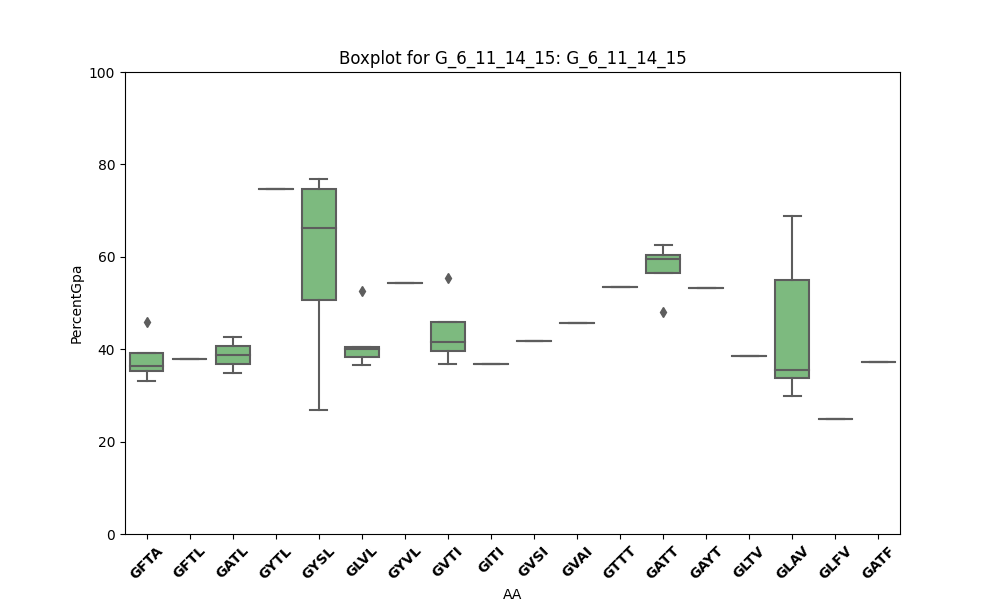 Boxplot for G_6_11_14_15: G_6_11_14_15
PercentGpa
100
80
60
40
20
0
GFTA GFTL GATL GYTL GYSL GLVL GYVL GVTI GITI GVSI GVAI GTTT GATT GAYT GLTV GLAV GLFV GATF
AA